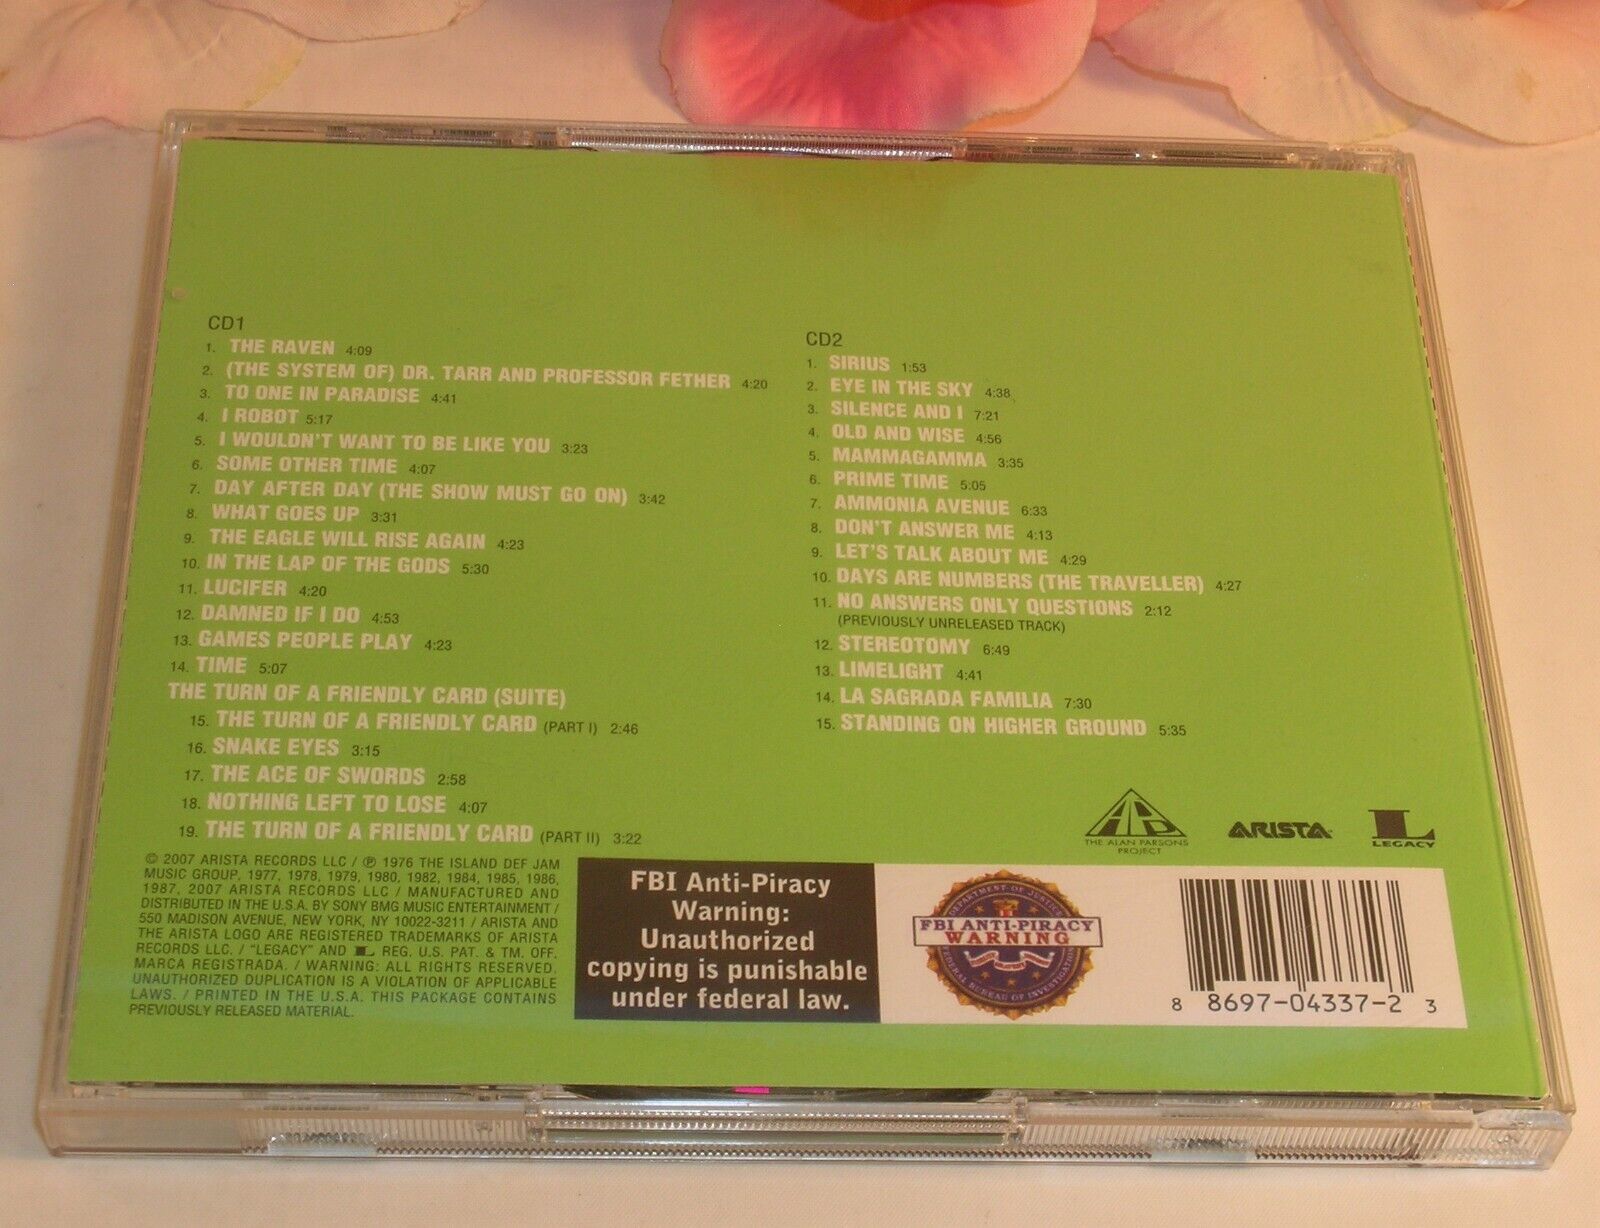 CD1
1. THE RAVEN 4:09
2. (THE SYSTEM OF) DR. TARR AND PROFESSOR FETHER 4:20
3. TO ONE IN PARADISE 4:41
4. I ROBOT 5:17
5. I WOULDN'T WANT TO BE LIKE YOU 3:23
6. SOME OTHER TIME 4:07
7. DAY AFTER DAY (THE SHOW MUST GO ON) 3:42
8. WHAT GOES UP 3:31
9. THE EAGLE WILL RISE AGAIN 4:23
10. IN THE LAP OF THE GODS 5:30
11. LUCIFER 4:20
12. DAMNED IF I DO 4:53
13. GAMES PEOPLE PLAY 4:23
14. TIME 5:07
THE TURN OF A FRIENDLY CARD (SUITE)
15. THE TURN OF A FRIENDLY CARD (PART I) 2:46
16. SNAKE EYES 3:15
17. THE ACE OF SWORDS 2:58
18. NOTHING LEFT TO LOSE 4:07
19. THE TURN OF A FRIENDLY CARD (PART II) 3:22
CD2
1. SIRIUS 1:53
2. EYE IN THE SKY 4:38
3. SILENCE AND I 7:21
4. OLD AND WISE 4:56
5. MAMMAGAMMA 3:35
6. PRIME TIME 5:05
7. AMMONIA AVENUE 6:33
8. DON'T ANSWER ME 4:13
9. LET'S TALK ABOUT ME 4:29
10. DAYS ARE NUMBERS (THE TRAVELLER) 4:27
11. NO ANSWERS ONLY QUESTIONS 2:12
(PREVIOUSLY UNRELEASED TRACK)
12. STEREOTOMY 6:49
13. LIMELIGHT 4:41
14. LA SAGRADA FAMILIA 7:30
15. STANDING ON HIGHER GROUND 5:35
APP
THE ALAN PARSONS
PROJECT
ARISTA
L
LEGACY
© 2007 ARISTA RECORDS LLC / ℗ 1976 THE ISLAND DEF JAM
MUSIC GROUP, 1977, 1978, 1979, 1980, 1982, 1984, 1985, 1986,
1987, 2007 ARISTA RECORDS LLC / MANUFACTURED AND
DISTRIBUTED IN THE U.S.A. BY SONY BMG MUSIC ENTERTAINMENT /
550 MADISON AVENUE, NEW YORK, NY 10022-3211 / ARISTA AND
THE ARISTA LOGO ARE REGISTERED TRADEMARKS OF ARISTA
RECORDS LLC. / "LEGACY" AND L REG. U.S. PAT. & TM. OFF.
MARCA REGISTRADA. / WARNING: ALL RIGHTS RESERVED.
UNAUTHORIZED DUPLICATION IS A VIOLATION OF APPLICABLE
LAWS. / PRINTED IN THE U.S.A. THIS PACKAGE CONTAINS
PREVIOUSLY RELEASED MATERIAL.
FBI Anti-Piracy
Warning:
Unauthorized
copying is punishable
under federal law.
DEPARTMENT OF JUSTICE
FBI ANTI-PIRACY
WARNING
FEDERAL BUREAU OF INVESTIGATION
8 8697-04337-2 3